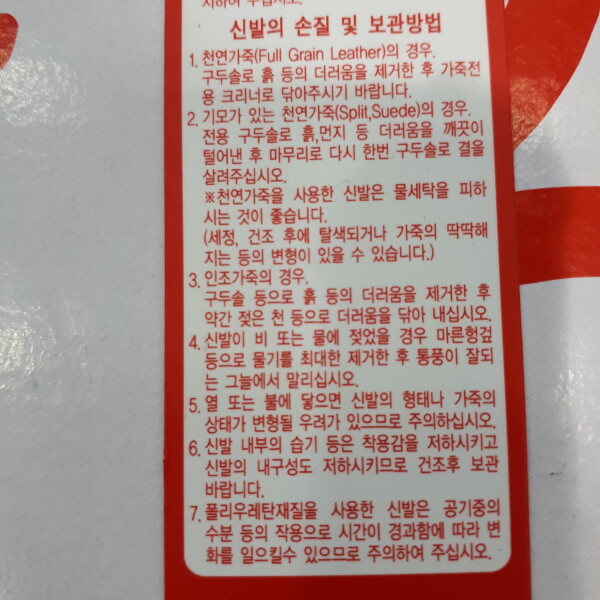 지하여 주십시오.
신발의 손질 및 보관방법
1. 천연가죽(Full Grain Leather)의 경우.
구두솔로 흙 등의 더러움을 제거한 후 가죽전
용 크리너로 닦아주시기 바랍니다.
2. 기모가 있는 천연가죽(Split,Suede)의 경우.
전용 구두솔로 흙,먼지 등 더러움을 깨끗이
털어낸 후 마무리로 다시 한번 구두솔로 결을
살려주십시오.
※천연가죽을 사용한 신발은 물세탁을 피하
시는 것이 좋습니다.
(세정, 건조 후에 탈색되거나 가죽의 딱딱해
지는 등의 변형이 있을 수 있습니다.)
3. 인조가죽의 경우.
구두솔 등으로 흙 등의 더러움을 제거한 후
약간 젖은 천 등으로 더러움을 닦아 내십시오.
4. 신발이 비 또는 물에 젖었을 경우 마른헝겊
등으로 물기를 최대한 제거한 후 통풍이 잘되
는 그늘에서 말리십시오.
5. 열 또는 불에 닿으면 신발의 형태나 가죽의
상태가 변형될 우려가 있으므로 주의하십시오.
6. 신발 내부의 습기 등은 착용감을 저하시키고
신발의 내구성도 저하시키므로 건조후 보관
바랍니다.
7. 폴리우레탄재질을 사용한 신발은 공기중의
수분 등의 작용으로 시간이 경과함에 따라 변
화를 일으킬수 있으므로 주의하여 주십시오.